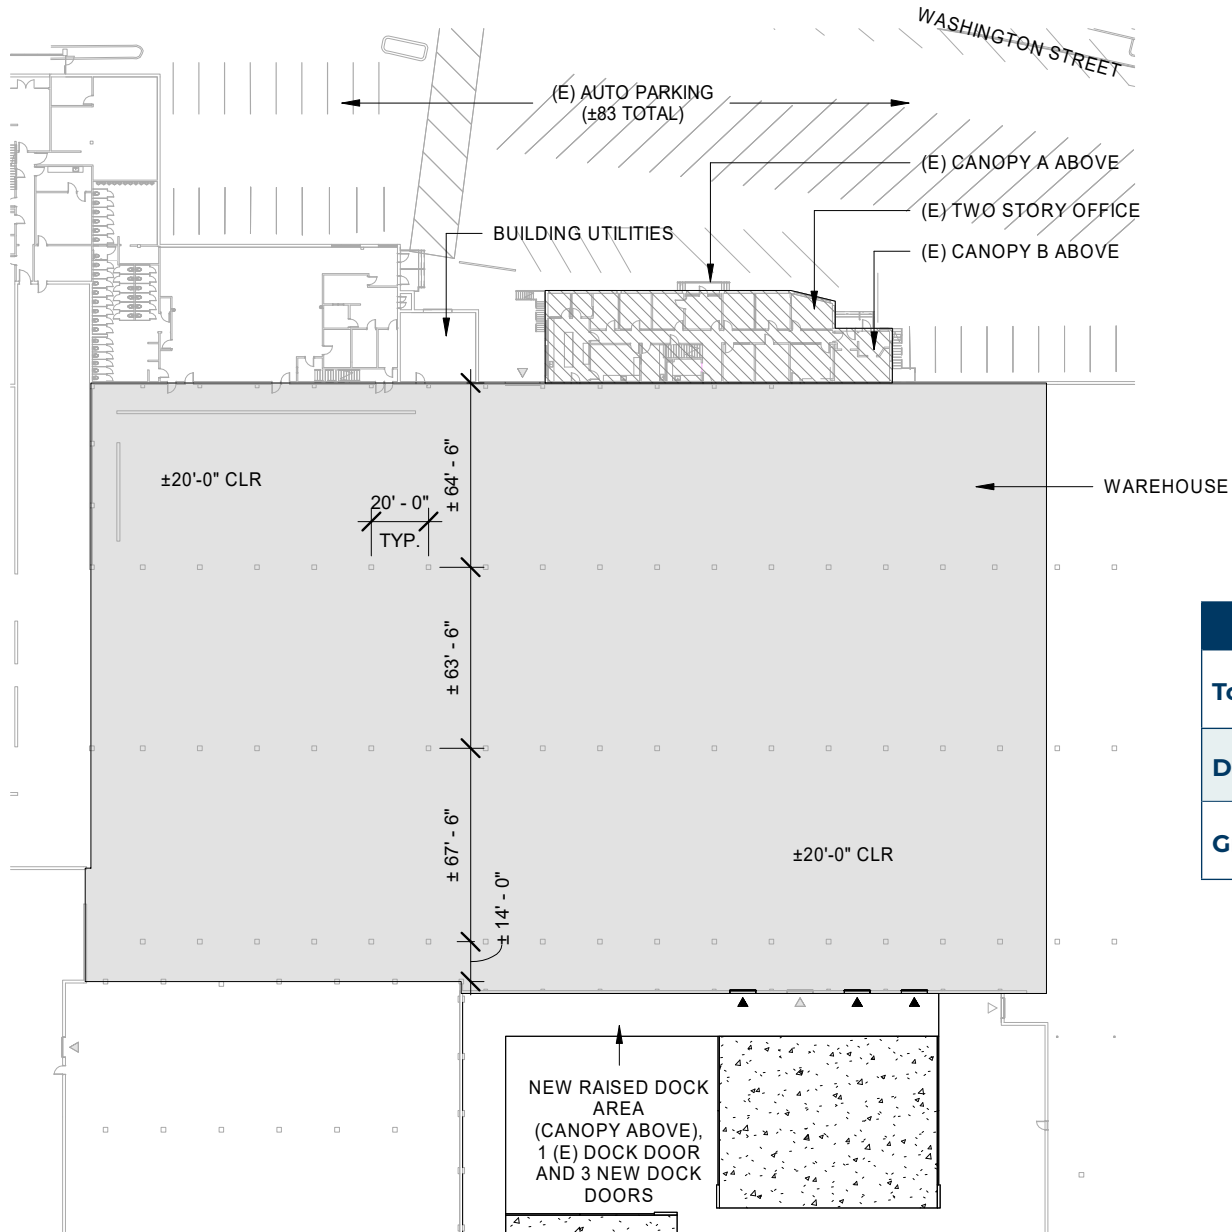 WASHINGTON STREET
(E) AUTO PARKING
(±83 TOTAL)
(E) CANOPY A ABOVE
(E) TWO STORY OFFICE
BUILDING UTILITIES
(E) CANOPY B ABOVE
±20'-0" CLR
± 64' - 6"
20' - 0"
TYP.
WAREHOUSE
± 63' - 6"
To
D
G
± 67' - 6"
±20'-0" CLR
± 14' - 0"
NEW RAISED DOCK
AREA
(CANOPY ABOVE),
1 (E) DOCK DOOR
AND 3 NEW DOCK
DOORS